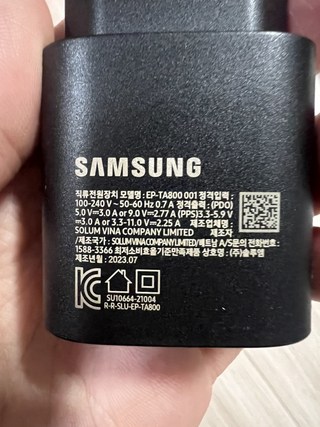 SAMSUNG
직류전원장치 모델명: EP-TA800 001 정격입력 :
100-240 V~50-60 Hz 0.7 A 정격출력 : (PDO)
5.0 V⎓3.0 A or 9.0 V⎓2.77 A (PPS)3.3-5.9 V
⎓3.0 A or 3.3-11.0 V⎓2.25 A 제조업체명:
SOLUM VINA COMPANY LIMITED 제조자
/제조국가 : SOLUM VINA COMPANY LIMITED/베트남 A/S문의 전화번호:
1588-3366 최저소비효율기준만족제품 상호명 : (주)솔루엠
제조년월 : 2023.07
SU10664-21004
R-R-SLU-EP-TA800